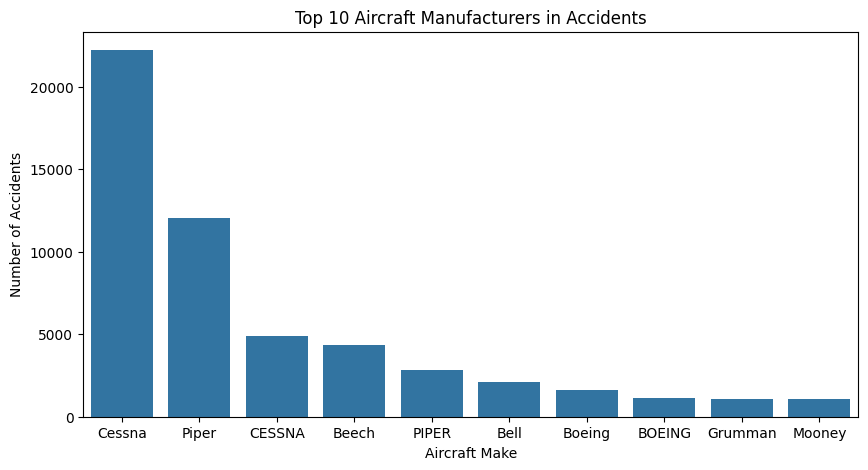 Top 10 Aircraft Manufacturers in Accidents
Number of Accidents
20000
15000
10000
5000
0
Cessna Piper CESSNA Beech PIPER Bell Boeing BOEING Grumman Mooney
Aircraft Make